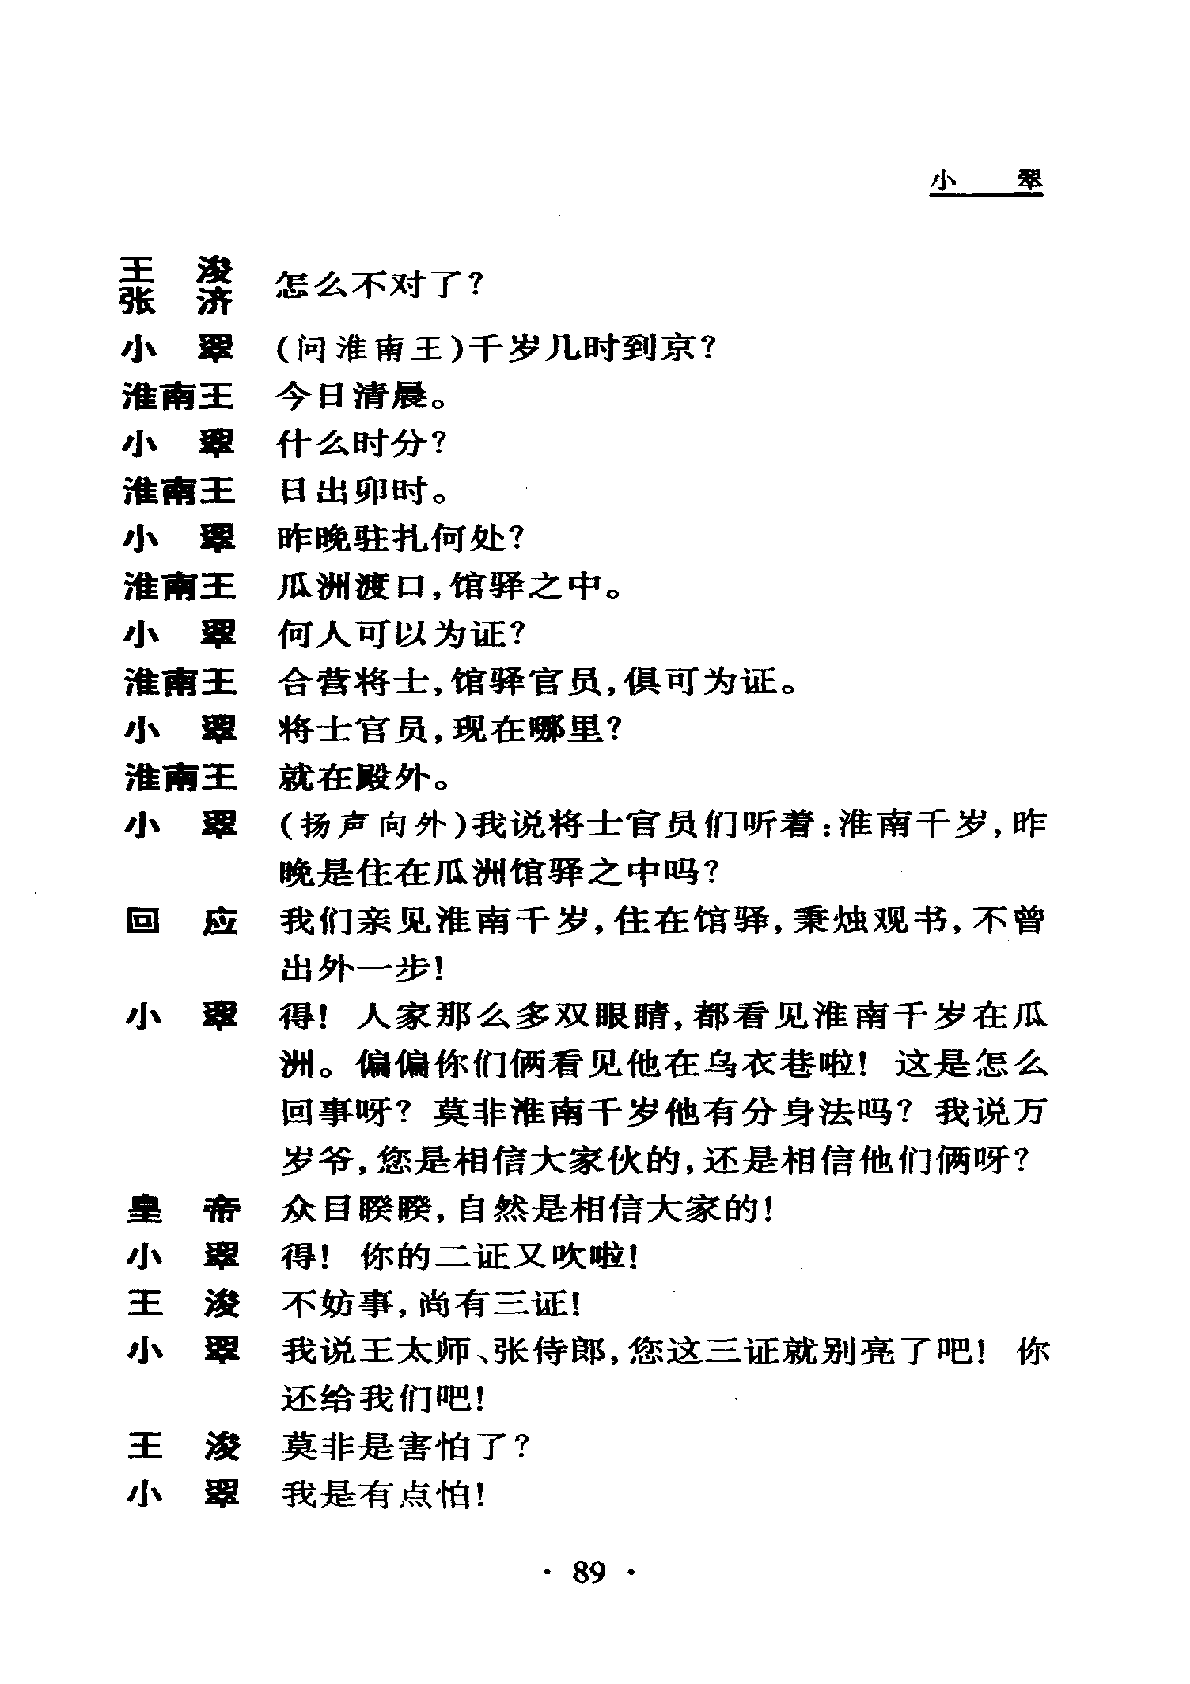 小　翠
王　浚
张　济　怎么不对了？
小　翠　(问淮南王)千岁几时到京？
淮南王　今日清晨。
小　翠　什么时分？
淮南王　日出卯时。
小　翠　昨晚驻扎何处？
淮南王　瓜洲渡口，馆驿之中。
小　翠　何人可以为证？
淮南王　合营将士，馆驿官员，俱可为证。
小　翠　将士官员，现在哪里？
淮南王　就在殿外。
小　翠　(扬声向外)我说将士官员们听着：淮南千岁，昨
晚是住在瓜洲馆驿之中吗？
回　应　我们亲见淮南千岁，住在馆驿，秉烛观书，不曾
出外一步！
小　翠　得！人家那么多双眼睛，都看见淮南千岁在瓜
洲。偏偏你们俩看见他在乌衣巷啦！这是怎么
回事呀？莫非淮南千岁他有分身法吗？我说万
岁爷，您是相信大家伙的，还是相信他们俩呀？
皇　帝　众目睽睽，自然是相信大家的！
小　翠　得！你的二证又吹啦！
王　浚　不妨事，尚有三证！
小　翠　我说王太师、张侍郎，您这三证就别亮了吧！你
还给我们吧！
王　浚　莫非是害怕了？
小　翠　我是有点怕！
· 89 ·